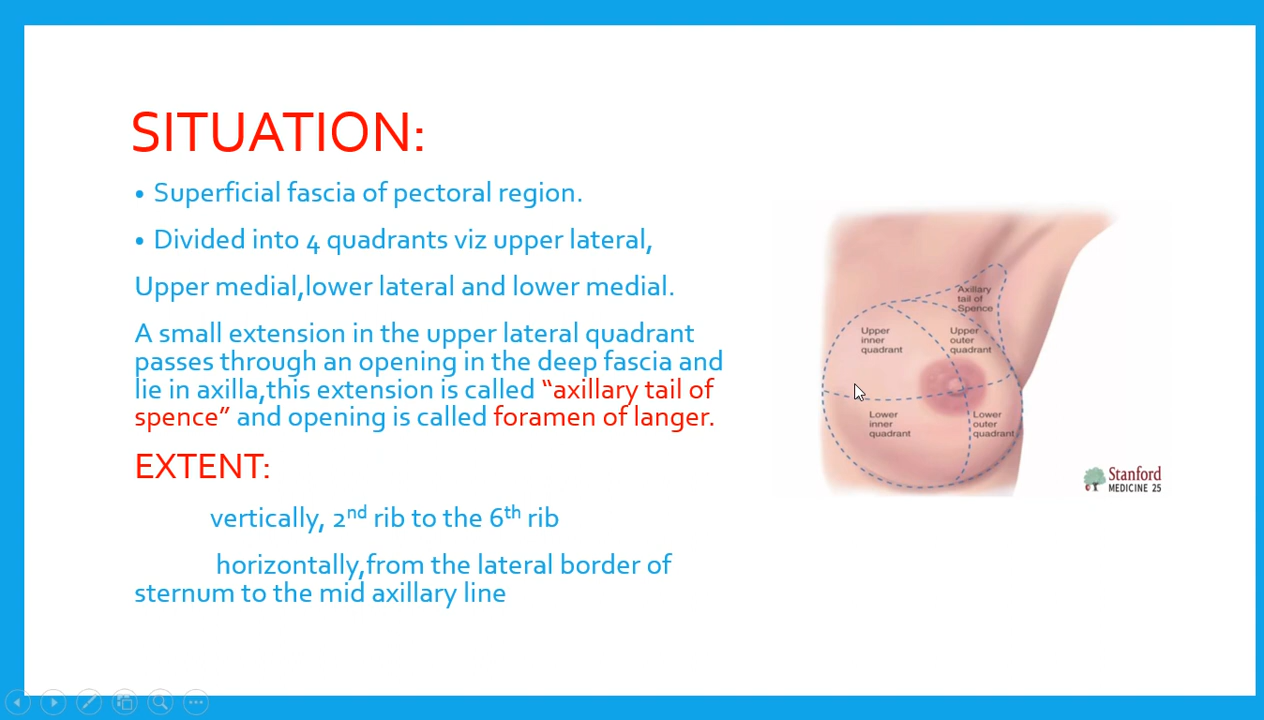 SITUATION:
• Superficial fascia of pectoral region.
• Divided into 4 quadrants viz upper lateral,
Upper medial,lower lateral and lower medial.
A small extension in the upper lateral quadrant
passes through an opening in the deep fascia and
lie in axilla,this extension is called “axillary tail of
spence” and opening is called foramen of langer.
EXTENT:
vertically, 2nd rib to the 6th rib
horizontally,from the lateral border of
sternum to the mid axillary line
Axillary
tail of
Spence
Upper
inner
quadrant
Upper
outer
quadrant
Lower
inner
quadrant
Lower
outer
quadrant
Stanford
MEDICINE 25